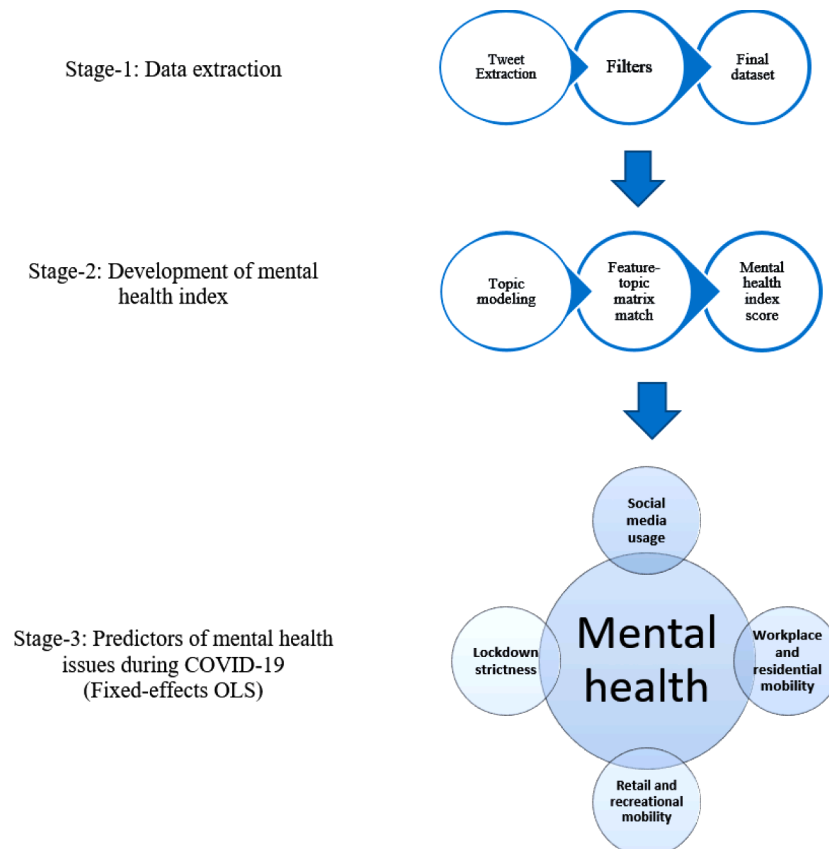 Stage-1: Data extraction
Tweet
Extraction
Filters
Final
dataset
Stage-2: Development of mental
health index
Topic
modeling
Feature-
topic
matrix
match
Mental
health
index
score
Stage-3: Predictors of mental health
issues during COVID-19
(Fixed-effects OLS)
Social
media
usage
Lockdown
strictness
Mental
health
Workplace
and
residential
mobility
Retail and
recreational
mobility